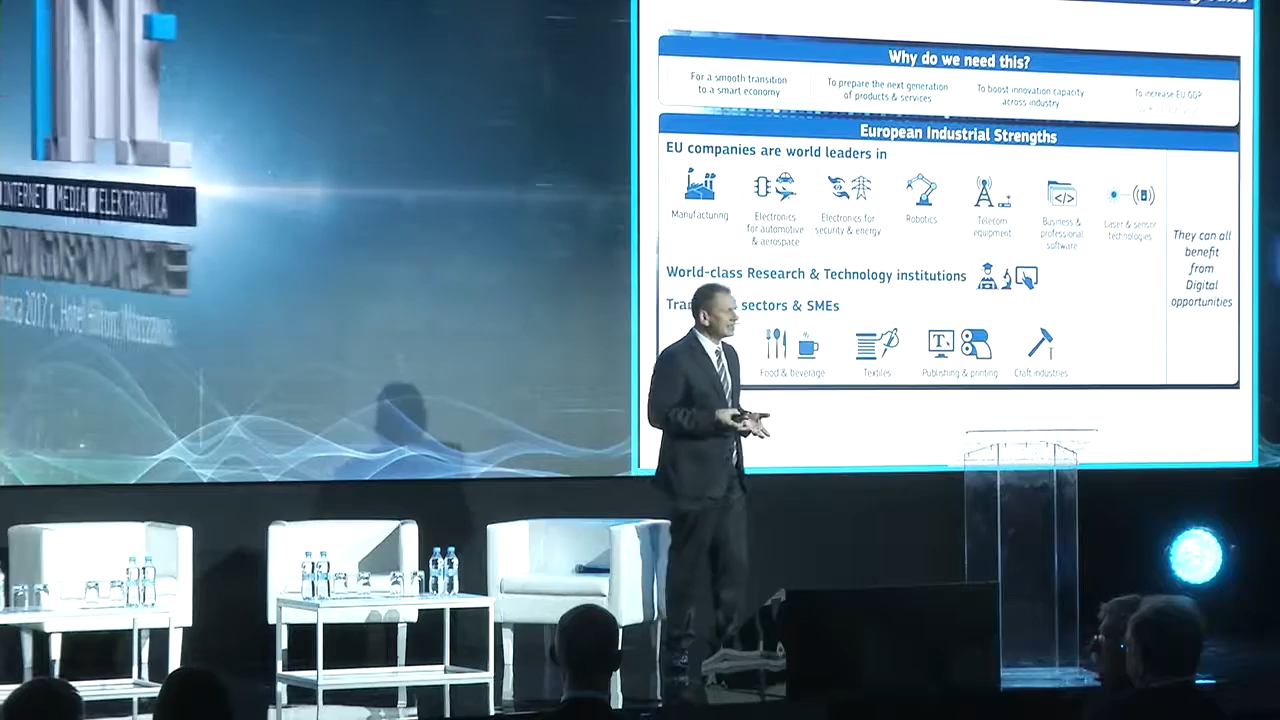 INTERNET MEDIA ELEKTRONIKA
marca 2017 r., Hotel Hilton, Warszawa
Why do we need this?
For a smooth transition
to a smart economy
To prepare the next generation
of products & services
To boost innovation capacity
across industry
To increase EU GDP
European Industrial Strengths
EU companies are world leaders in
Manufacturing
Electronics
for automotive
& aerospace
Electronics for
security & energy
Robotics
Telecom
equipment
Business &
professional
software
Laser & sensor
technologies
They can all
benefit
from
Digital
opportunities
World-class Research & Technology institutions
sectors & SMEs
Food & beverage
Textiles
Publishing & printing
Craft industries